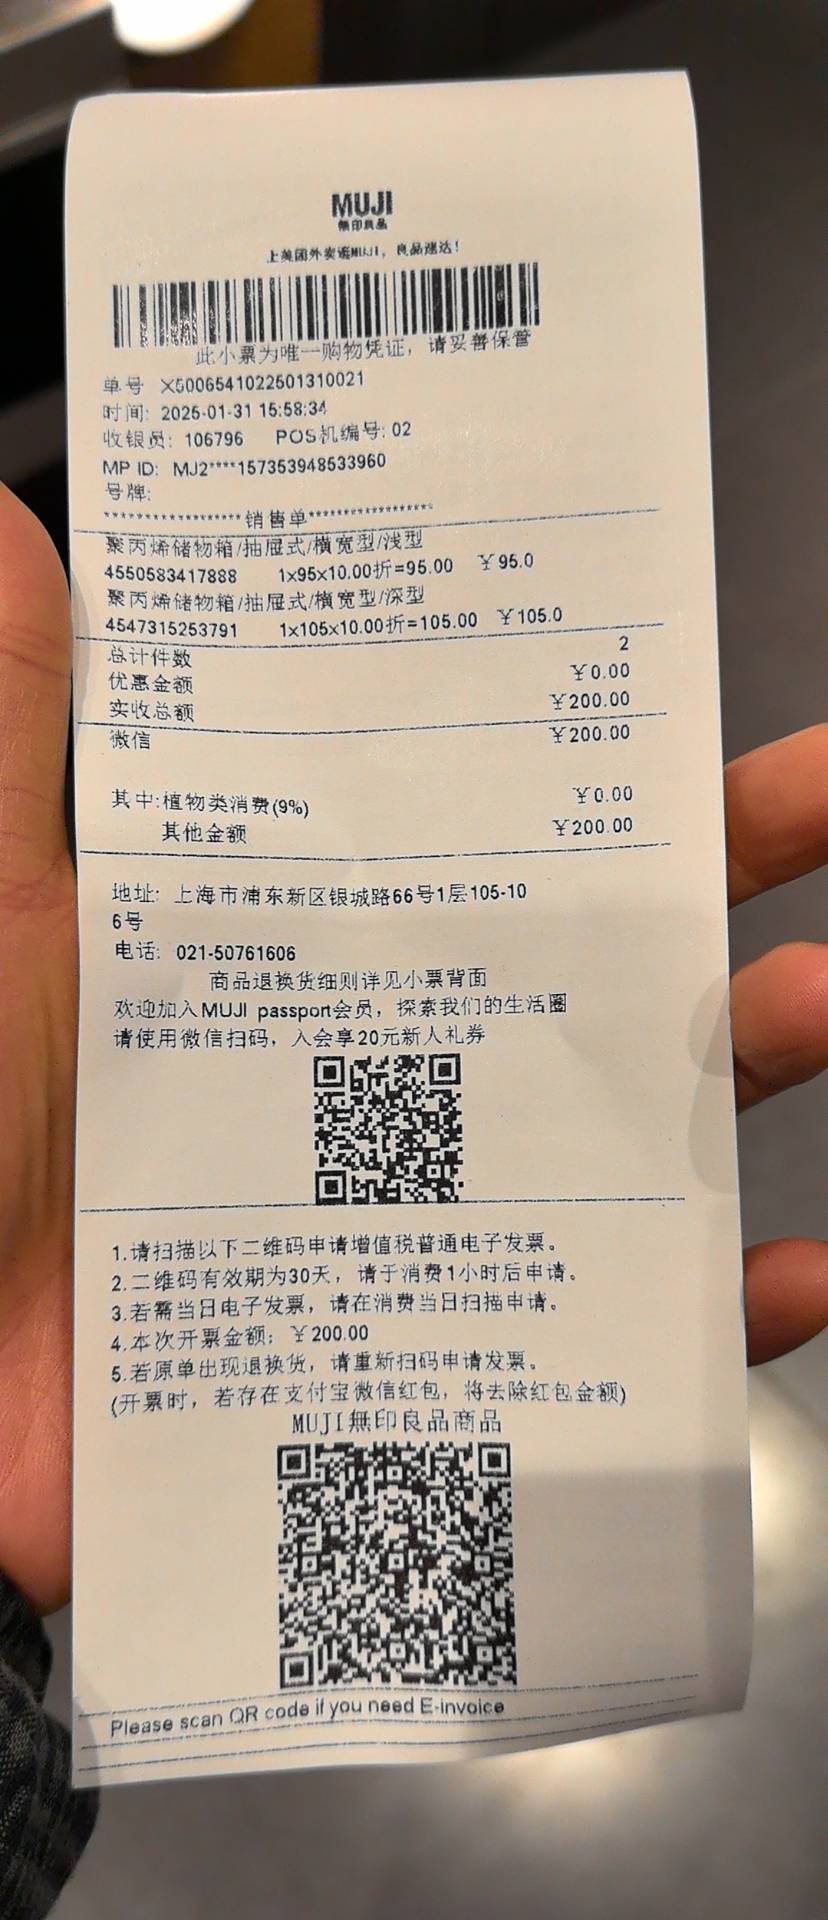 MUJI
無印良品
上美团外卖逛MUJI，良品速达！
此小票为唯一购物凭证，请妥善保管
单号 X5006541022501310021
时间: 2025-01-31 15:58:34
收银员: 106796 POS机编号: 02
MP ID: MJ2****157353948533960
号牌:
******************销售单******************
聚丙烯储物箱/抽屉式/横宽型/浅型
4550583417888 1x95x10.00折=95.00 ￥95.0
聚丙烯储物箱/抽屉式/横宽型/深型
4547315253791 1x105x10.00折=105.00 ￥105.0
总计件数 2
优惠金额 ￥0.00
实收总额 ￥200.00
微信 ￥200.00
其中:植物类消费(9%) ￥0.00
其他金额 ￥200.00
地址: 上海市浦东新区银城路66号1层105-10
6号
电话: 021-50761606
商品退换货细则详见小票背面
欢迎加入MUJI passport会员，探索我们的生活圈
请使用微信扫码，入会享20元新人礼券
1.请扫描以下二维码申请增值税普通电子发票。
2.二维码有效期为30天，请于消费1小时后申请。
3.若需当日电子发票，请在消费当日扫描申请。
4.本次开票金额: ￥200.00
5.若原单出现退换货，请重新扫码申请发票。
(开票时，若存在支付宝微信红包，将去除红包金额)
MUJI無印良品商品
Please scan QR code if you need E-invoice